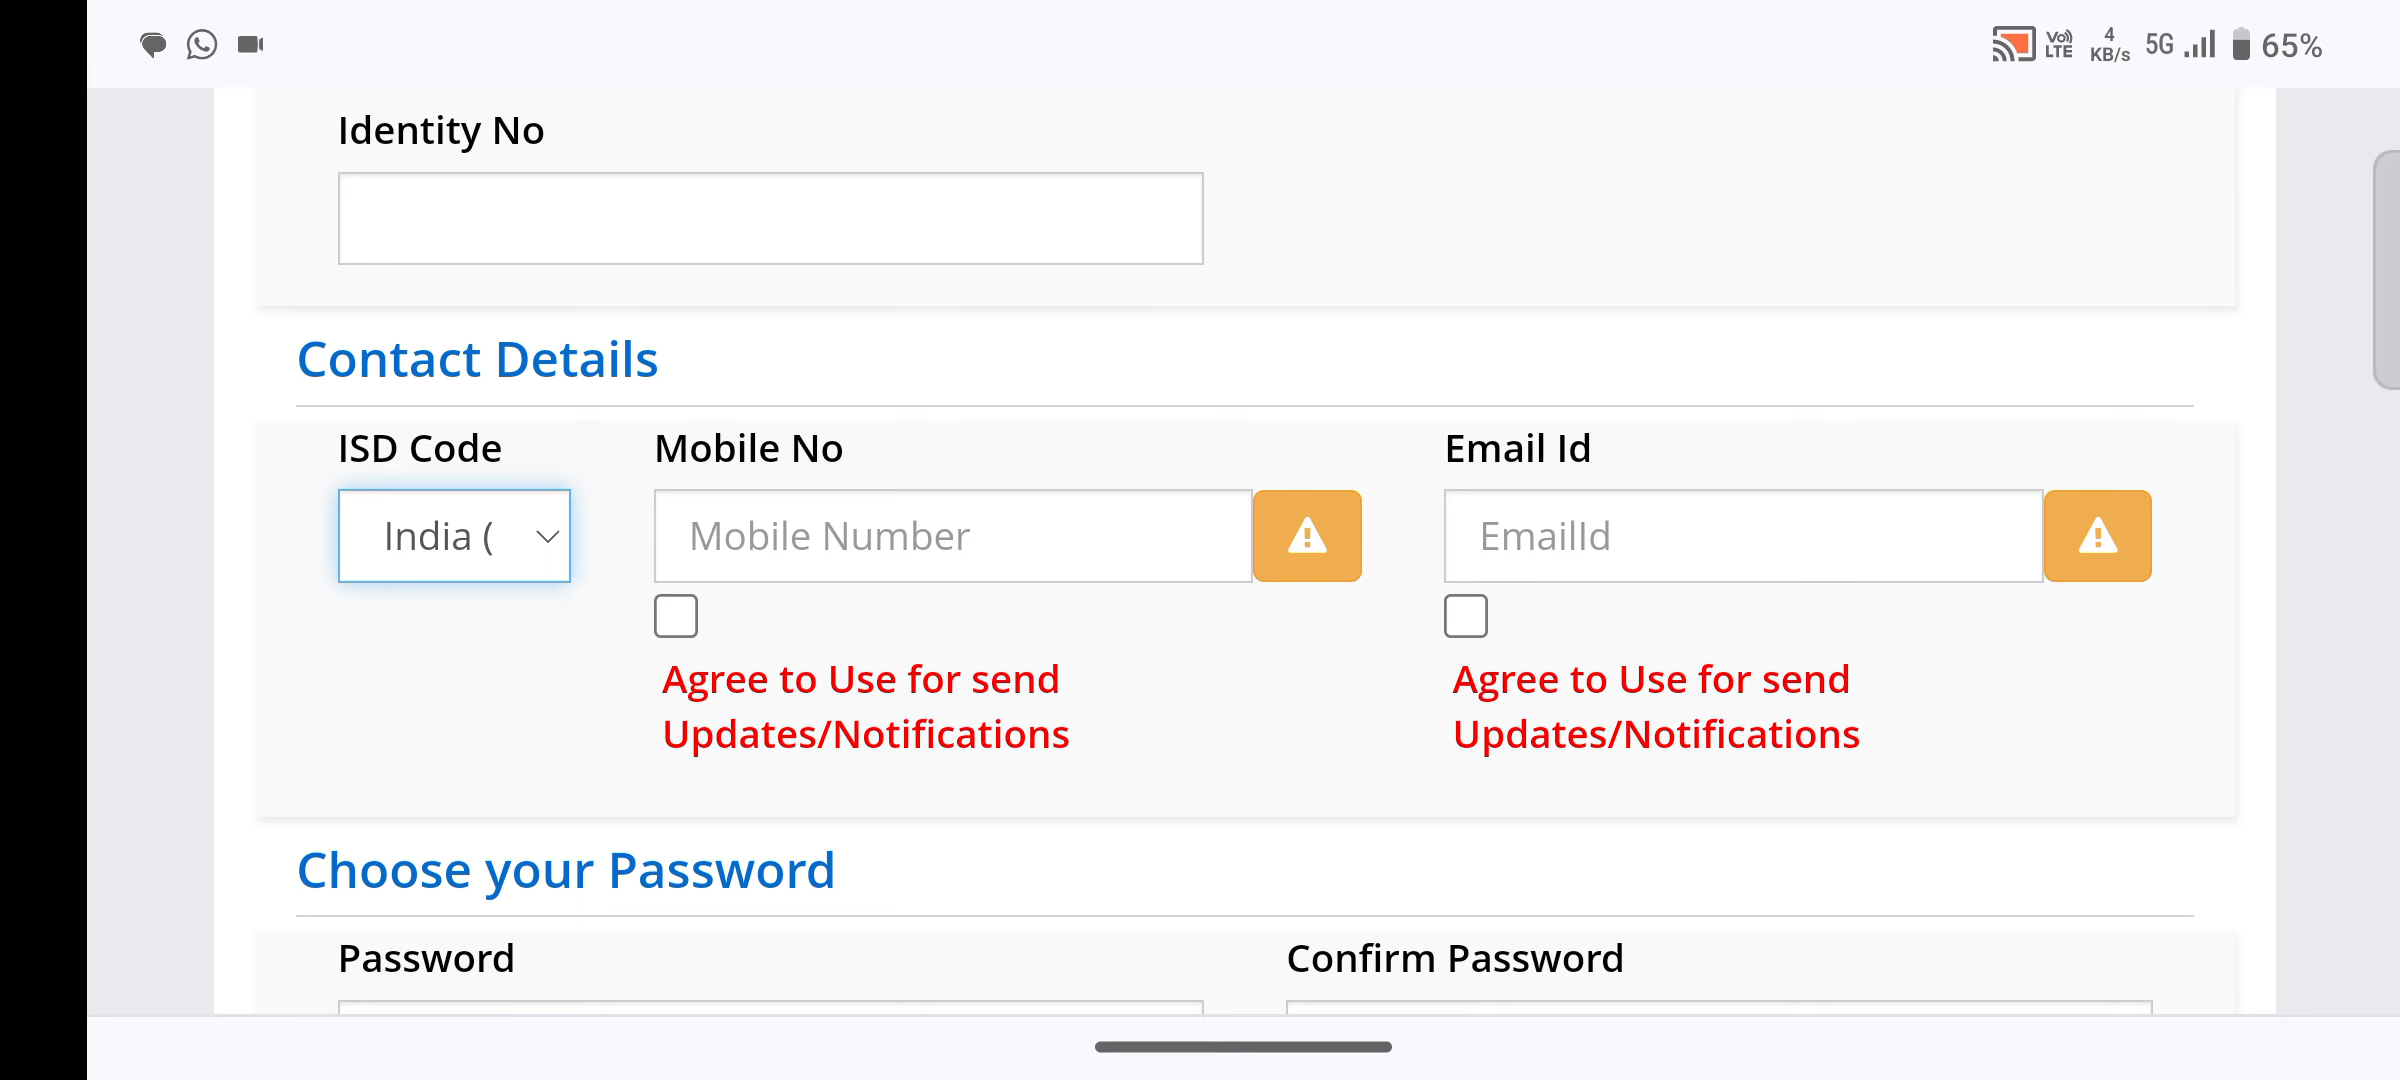 Vo)) LTE 4 KB/s 5G 65%
Identity No
Contact Details
ISD Code Mobile No Email Id
India ( Mobile Number EmailId
Agree to Use for send Agree to Use for send
Updates/Notifications Updates/Notifications
Choose your Password
Password Confirm Password